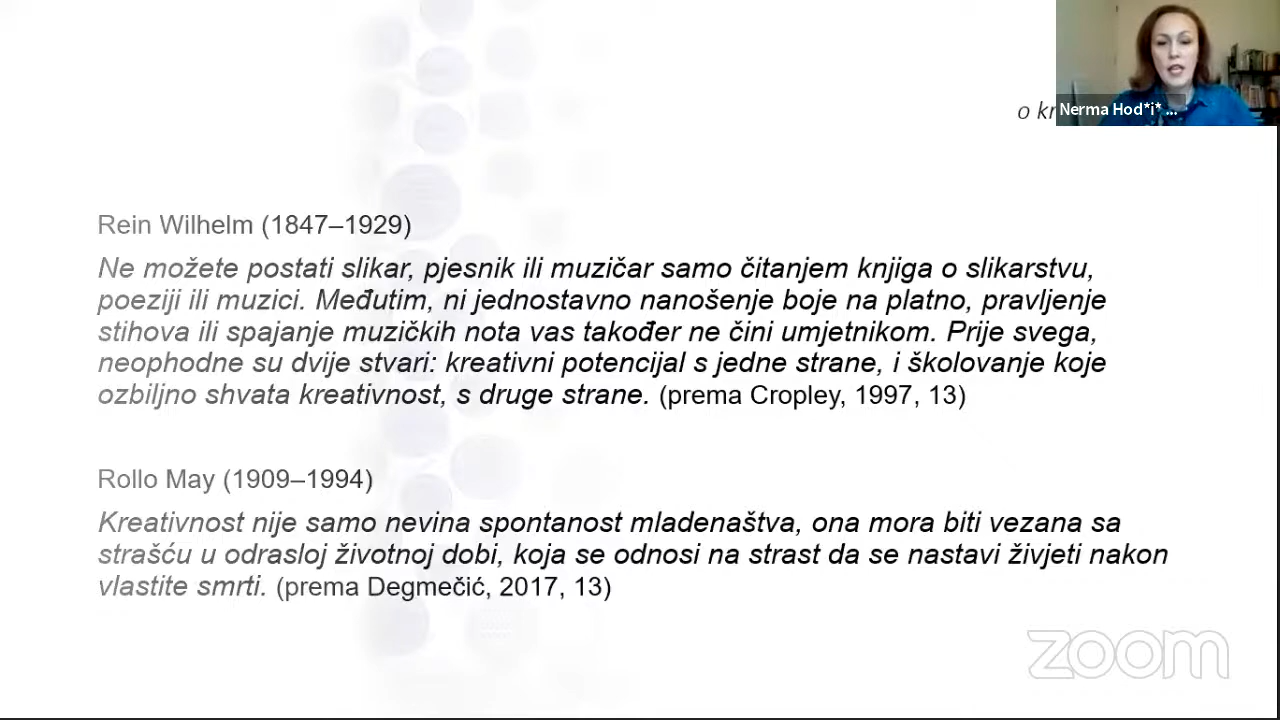 o kr
Nerma Hod*i* ...
Rein Wilhelm (1847–1929)
Ne možete postati slikar, pjesnik ili muzičar samo čitanjem knjiga o slikarstvu,
poeziji ili muzici. Međutim, ni jednostavno nanošenje boje na platno, pravljenje
stihova ili spajanje muzičkih nota vas također ne čini umjetnikom. Prije svega,
neophodne su dvije stvari: kreativni potencijal s jedne strane, i školovanje koje
ozbiljno shvata kreativnost, s druge strane. (prema Cropley, 1997, 13)
Rollo May (1909–1994)
Kreativnost nije samo nevina spontanost mladenaštva, ona mora biti vezana sa
strašću u odrasloj životnoj dobi, koja se odnosi na strast da se nastavi živjeti nakon
vlastite smrti. (prema Degmečić, 2017, 13)
zoom